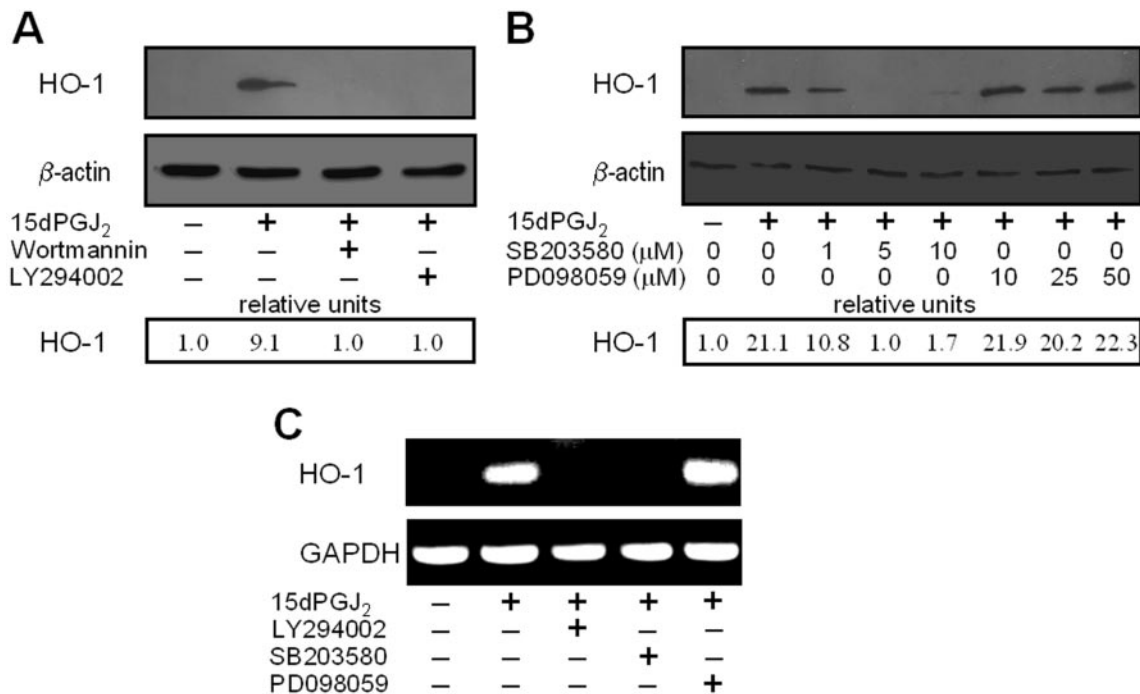 A
HO-1
β-actin
15dPGJ2 – + + +
Wortmannin – – + –
LY294002 – – – +
relative units
HO-1 1.0 9.1 1.0 1.0
B
HO-1
β-actin
15dPGJ2 – + + + + + + +
SB203580 (μM) 0 0 1 5 10 0 0 0
PD098059 (μM) 0 0 0 0 0 10 25 50
relative units
HO-1 1.0 21.1 10.8 1.0 1.7 21.9 20.2 22.3
C
HO-1
GAPDH
15dPGJ2 – + + + +
LY294002 – – + – –
SB203580 – – – + –
PD098059 – – – – +